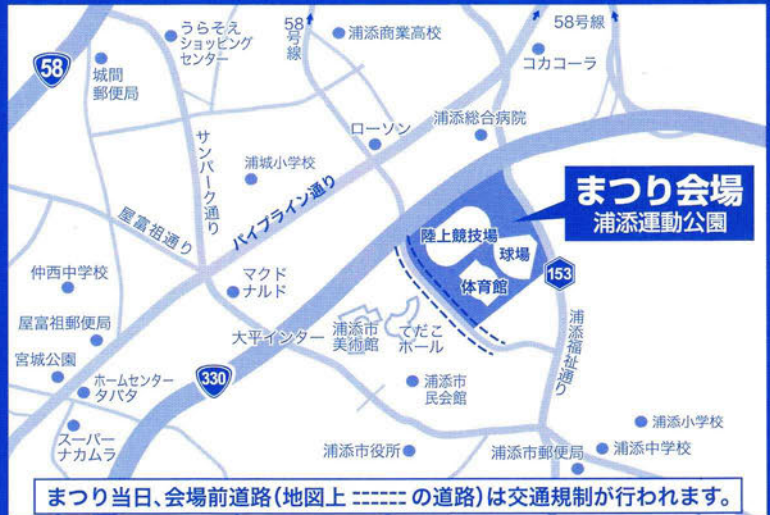 58号線
58号線
うらそえ
ショッピング
センター
浦添商業高校
コカコーラ
58
城間
郵便局
サンパーク通り
ローソン
浦添総合病院
浦城小学校
パイプライン通り
まつり会場
浦添運動公園
屋富祖通り
陸上競技場
球場
体育館
153
仲西中学校
マクド
ナルド
屋富祖郵便局
大平インター
浦添市
美術館
てだこ
ホール
浦添福祉通り
宮城公園
ホームセンター
タバタ
330
浦添市
民会館
スーパー
ナカムラ
浦添市役所
浦添市郵便局
浦添小学校
浦添中学校
まつり当日、会場前道路(地図上 ====== の道路)は交通規制が行われます。